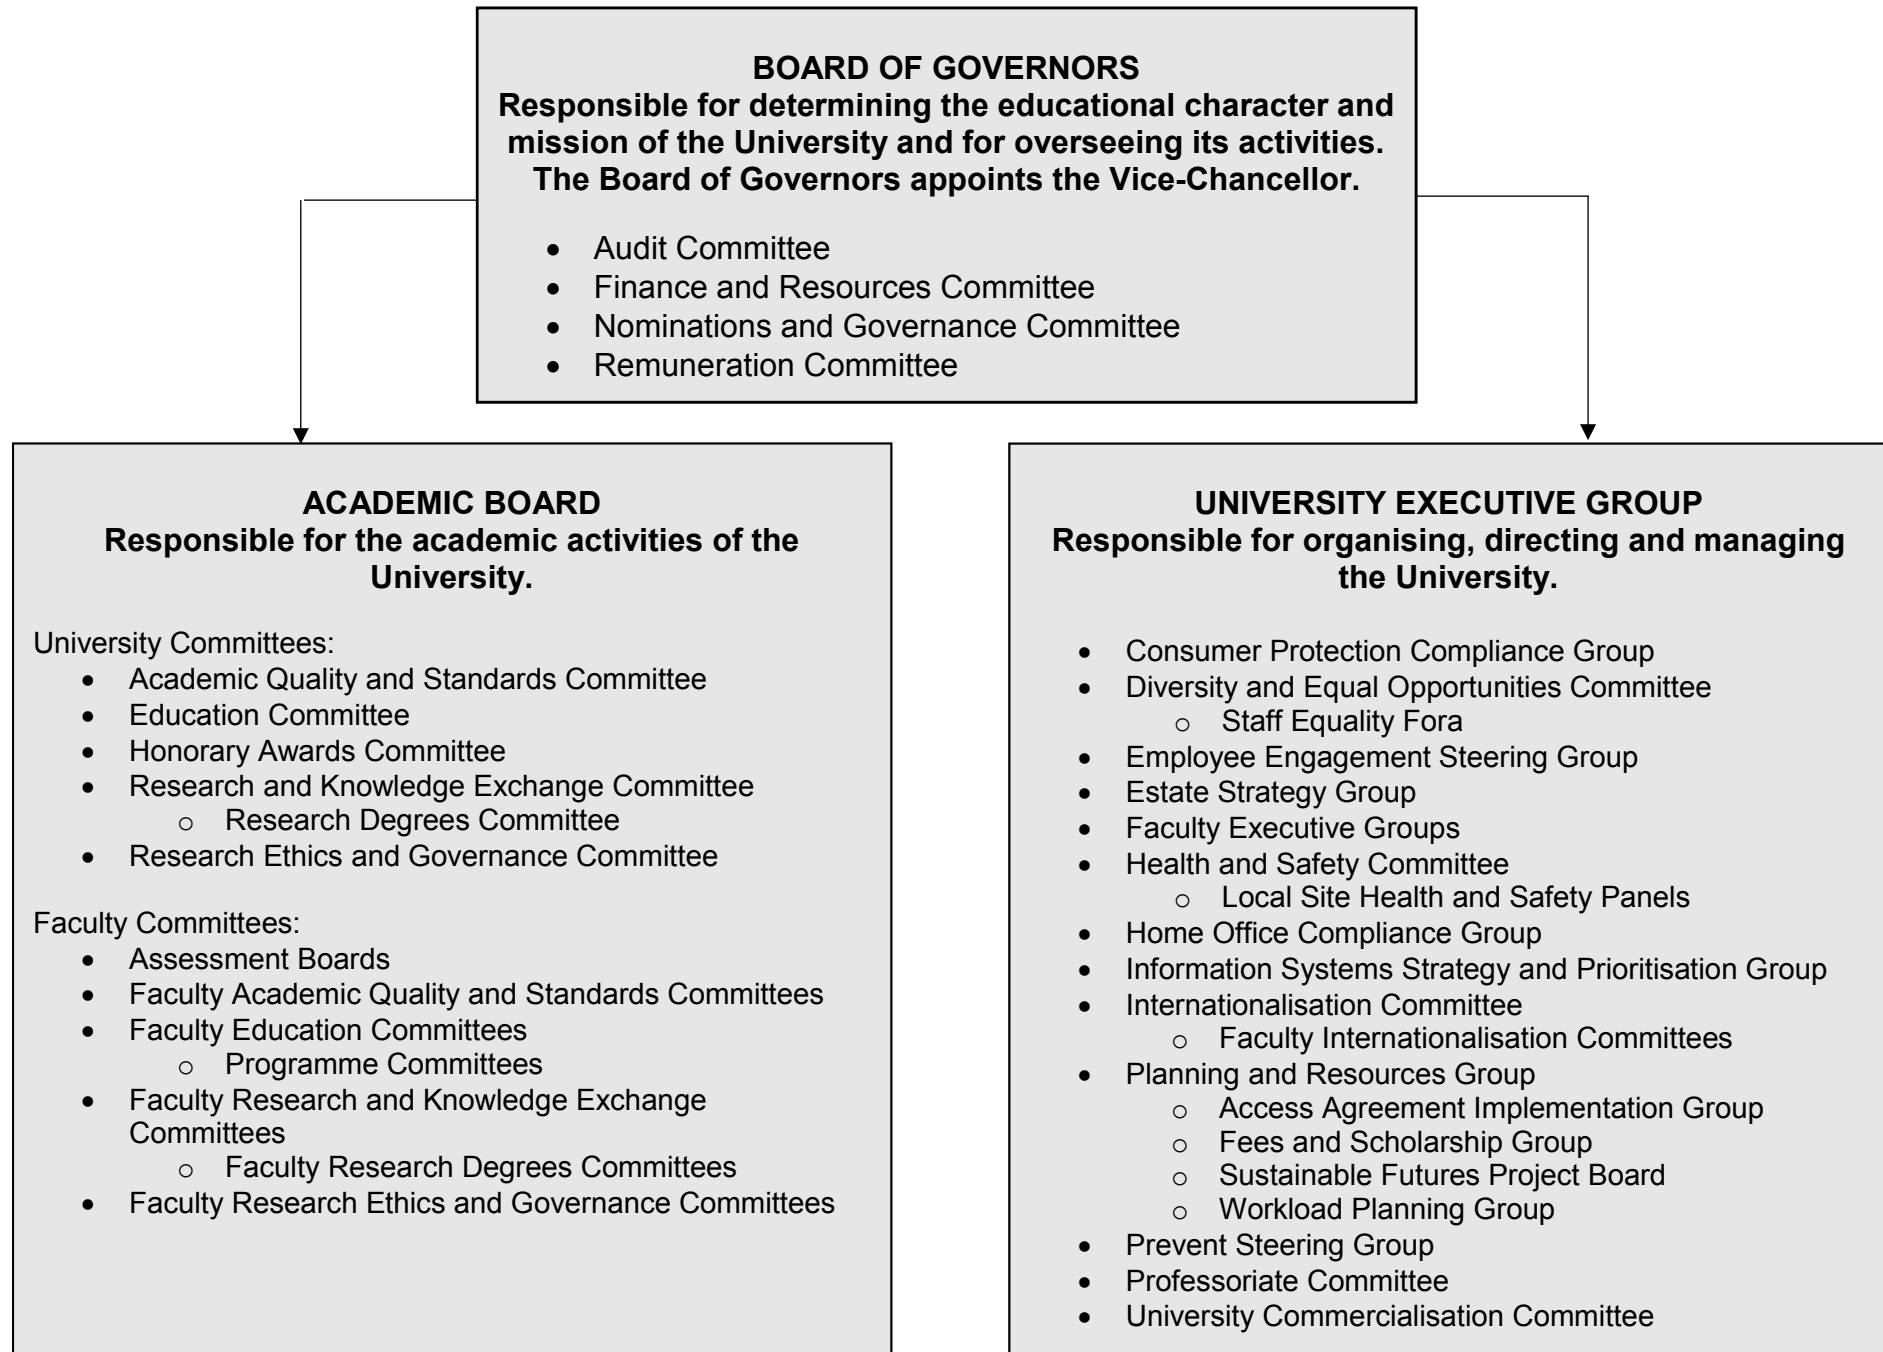 BOARD OF GOVERNORS
Responsible for determining the educational character and
mission of the University and for overseeing its activities.
The Board of Governors appoints the Vice-Chancellor.
• Audit Committee
• Finance and Resources Committee
• Nominations and Governance Committee
• Remuneration Committee
ACADEMIC BOARD
Responsible for the academic activities of the
University.
University Committees:
• Academic Quality and Standards Committee
• Education Committee
• Honorary Awards Committee
• Research and Knowledge Exchange Committee
o Research Degrees Committee
• Research Ethics and Governance Committee
Faculty Committees:
• Assessment Boards
• Faculty Academic Quality and Standards Committees
• Faculty Education Committees
o Programme Committees
• Faculty Research and Knowledge Exchange
Committees
o Faculty Research Degrees Committees
• Faculty Research Ethics and Governance Committees
UNIVERSITY EXECUTIVE GROUP
Responsible for organising, directing and managing
the University.
• Consumer Protection Compliance Group
• Diversity and Equal Opportunities Committee
o Staff Equality Fora
• Employee Engagement Steering Group
• Estate Strategy Group
• Faculty Executive Groups
• Health and Safety Committee
o Local Site Health and Safety Panels
• Home Office Compliance Group
• Information Systems Strategy and Prioritisation Group
• Internationalisation Committee
o Faculty Internationalisation Committees
• Planning and Resources Group
o Access Agreement Implementation Group
o Fees and Scholarship Group
o Sustainable Futures Project Board
o Workload Planning Group
• Prevent Steering Group
• Professoriate Committee
• University Commercialisation Committee